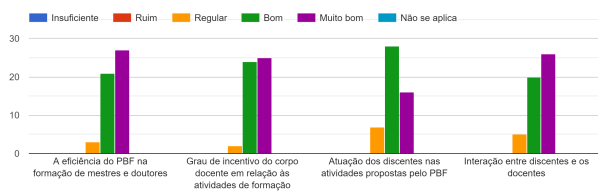 Insuficiente Ruim Regular Bom Muito bom Não se aplica
30
20
10
0
A eficiência do PBF na
formação de mestres e doutores
Grau de incentivo do corpo
docente em relação às
atividades de formação
Atuação dos discentes nas
atividades propostas pelo PBF
Interação entre discentes e os
docentes